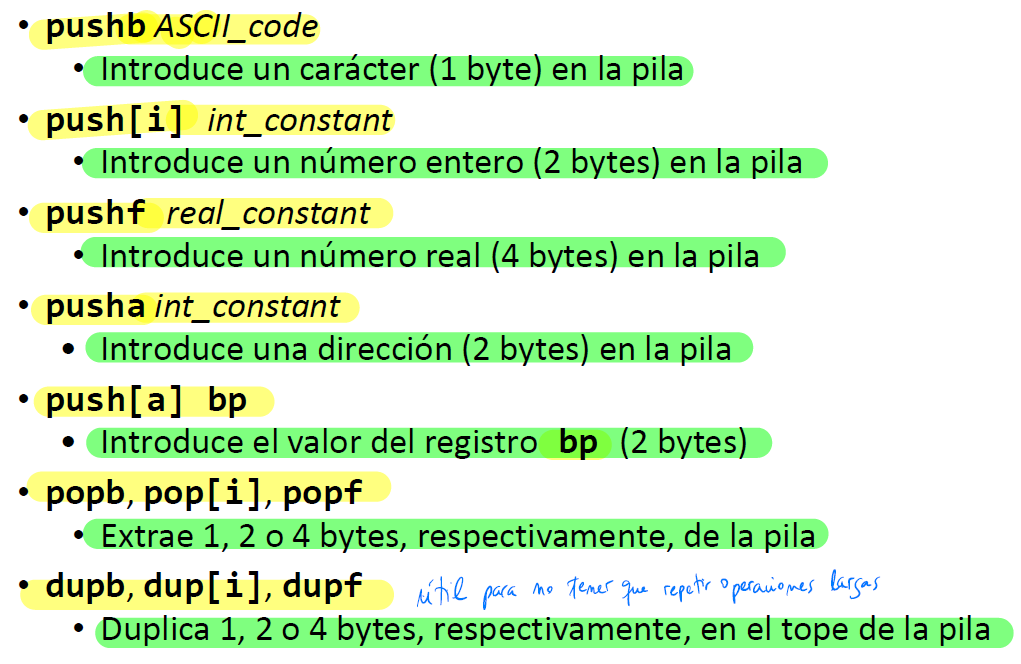 • pushb ASCII_code
• Introduce un carácter (1 byte) en la pila
• push[i] int_constant
• Introduce un número entero (2 bytes) en la pila
• pushf real_constant
• Introduce un número real (4 bytes) en la pila
• pusha int_constant
• Introduce una dirección (2 bytes) en la pila
• push[a] bp
• Introduce el valor del registro bp (2 bytes)
• popb, pop[i], popf
• Extrae 1, 2 o 4 bytes, respectivamente, de la pila
• dupb, dup[i], dupf útil para no tener que repetir operaciones largas
• Duplica 1, 2 o 4 bytes, respectivamente, en el tope de la pila